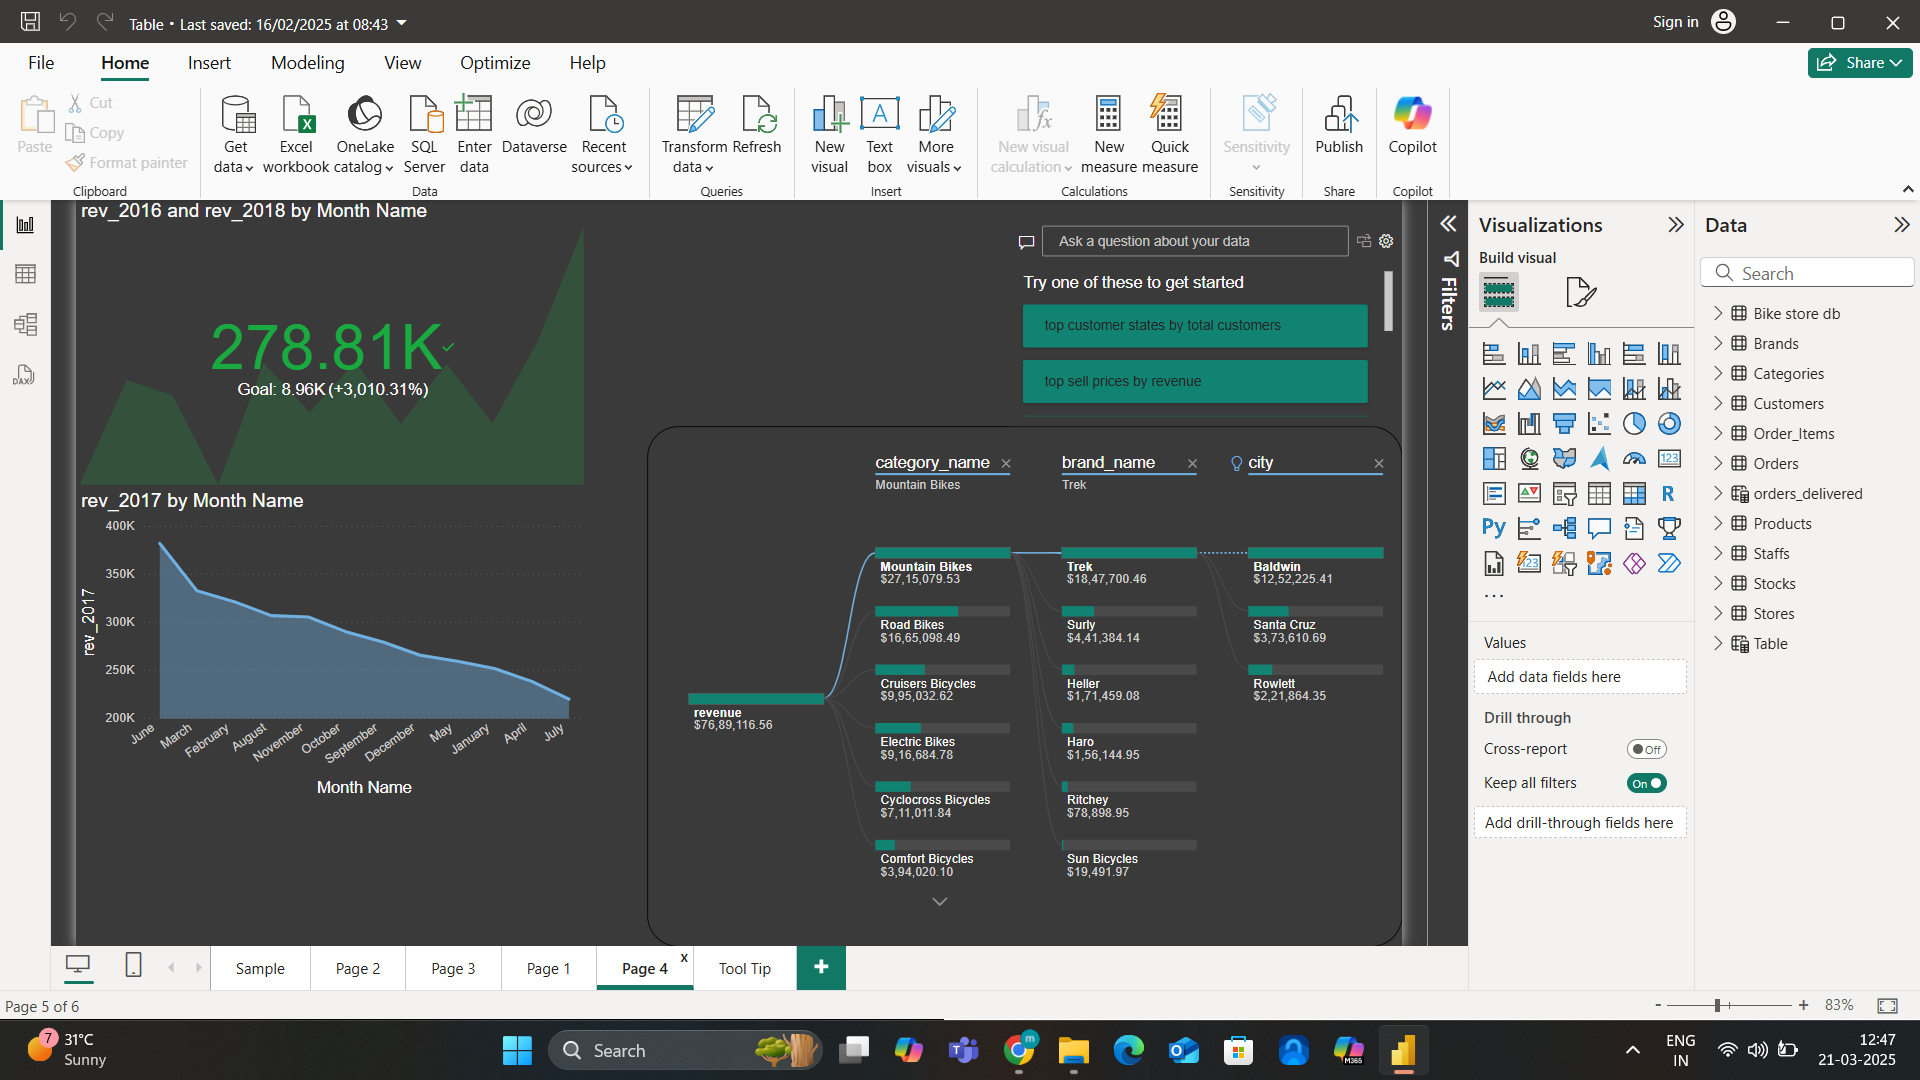 Table • Last saved: 16/02/2025 at 08:43
Sign in
File
Home
Insert
Modeling
View
Optimize
Help
Share
Paste
Cut
Copy
Format painter
Clipboard
Get data
Excel workbook
OneLake catalog
SQL Server
Enter data
Dataverse
Recent sources
Data
Transform data
Refresh
Queries
New visual
Text box
More visuals
Insert
New visual calculation
New measure
Quick measure
Calculations
Sensitivity
Sensitivity
Publish
Share
Copilot
Copilot
rev_2016 and rev_2018 by Month Name
278.81K
Goal: 8.96K (+3,010.31%)
rev_2017 by Month Name
400K
350K
300K
250K
200K
rev_2017
June
March
February
August
November
October
September
December
May
January
April
July
Month Name
Ask a question about your data
Try one of these to get started
top customer states by total customers
top sell prices by revenue
category_name
Mountain Bikes
brand_name
Trek
city
revenue
$76,89,116.56
Mountain Bikes
$27,15,079.53
Road Bikes
$16,65,098.49
Cruisers Bicycles
$9,95,032.62
Electric Bikes
$9,16,684.78
Cyclocross Bicycles
$7,11,011.84
Comfort Bicycles
$3,94,020.10
Trek
$18,47,700.46
Surly
$4,41,384.14
Heller
$1,71,459.08
Haro
$1,56,144.95
Ritchey
$78,898.95
Sun Bicycles
$19,491.97
Baldwin
$12,52,225.41
Santa Cruz
$3,73,610.69
Rowlett
$2,21,864.35
Filters
Visualizations
Build visual
123
R
Py
123
...
Values
Add data fields here
Drill through
Cross-report
Off
Keep all filters
On
Add drill-through fields here
Data
Search
Bike store db
Brands
Categories
Customers
Order_Items
Orders
orders_delivered
Products
Staffs
Stocks
Stores
Table
DAX
Sample
Page 2
Page 3
Page 1
Page 4
x
Tool Tip
+
Page 5 of 6
- + 83%
7
31°C
Sunny
Search
m
M365
ENG
IN
12:47
21-03-2025